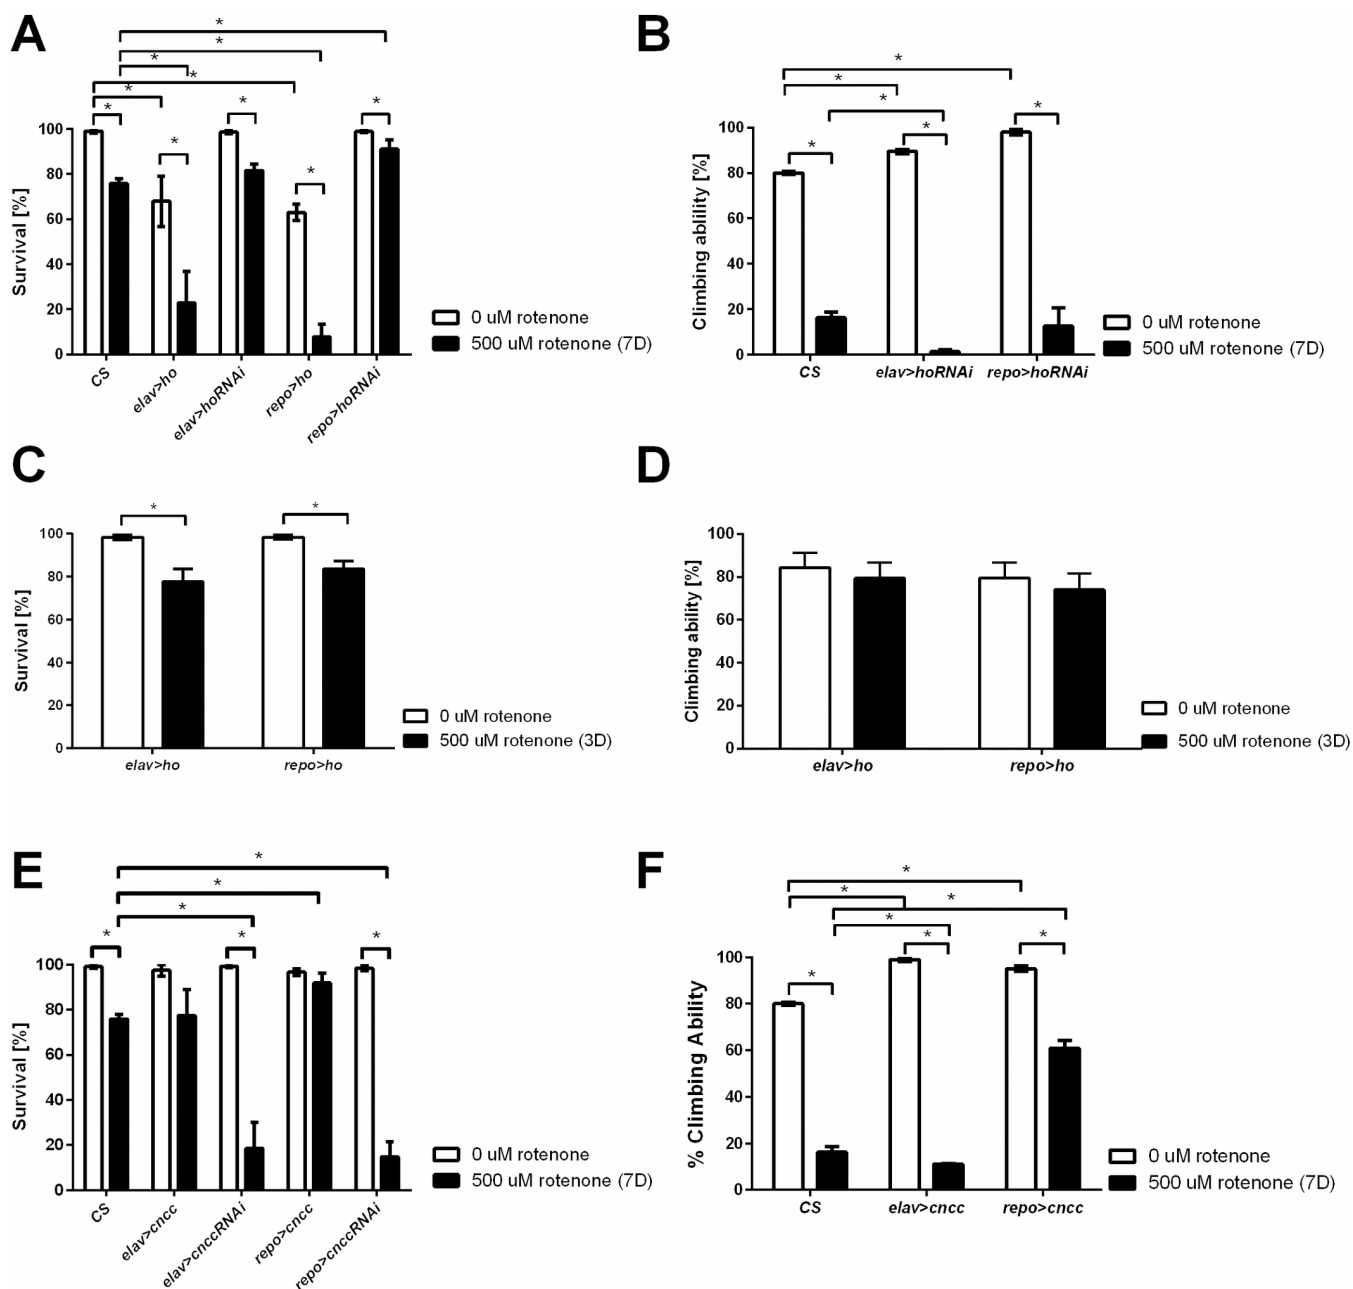 A
* * * * * * * * * *
Survival [%]
100
80
60
40
20
0
CS
elav>ho
elav>hoRNAi
repo>ho
repo>hoRNAi
0 uM rotenone
500 uM rotenone (7D)
B
* * * * * *
Climbing ablility [%]
100
80
60
40
20
0
CS
elav>hoRNAi
repo>hoRNAi
0 uM rotenone
500 uM rotenone (7D)
C
* *
Survival [%]
100
80
60
40
20
0
elav>ho
repo>ho
0 uM rotenone
500 uM rotenone (3D)
D
Climbing ability [%]
100
80
60
40
20
0
elav>ho
repo>ho
0 uM rotenone
500 uM rotenone (3D)
E
* * * * * *
Survival [%]
100
80
60
40
20
0
CS
elav>cncc
elav>cnccRNAi
repo>cncc
repo>cnccRNAi
0 uM rotenone
500 uM rotenone (7D)
F
* * * * * * *
% Climbing Ability
100
80
60
40
20
0
CS
elav>cncc
repo>cncc
0 uM rotenone
500 uM rotenone (7D)